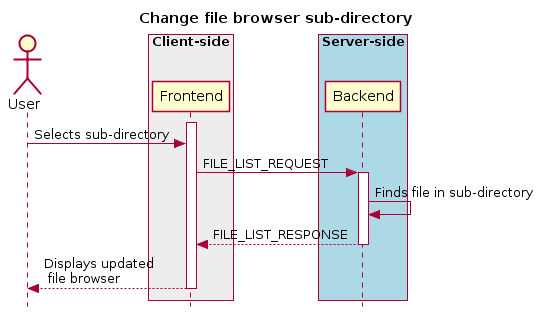 Change file browser sub-directory
Client-side
Server-side
User
Frontend
Backend
Selects sub-directory
FILE_LIST_REQUEST
Finds file in sub-directory
FILE_LIST_RESPONSE
Displays updated
file browser